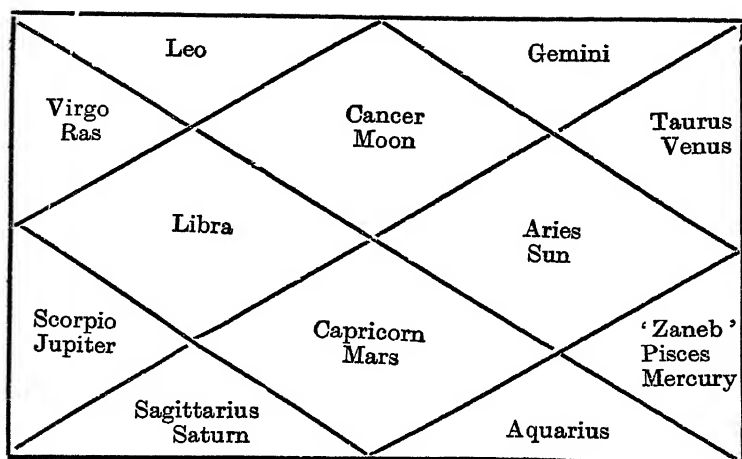 Leo
Gemini
Virgo
Ras
Cancer
Moon
Taurus
Venus
Libra
Aries
Sun
Scorpio
Jupiter
Capricorn
Mars
'Zaneb'
Pisces
Mercury
Sagittarius
Saturn
Aquarius